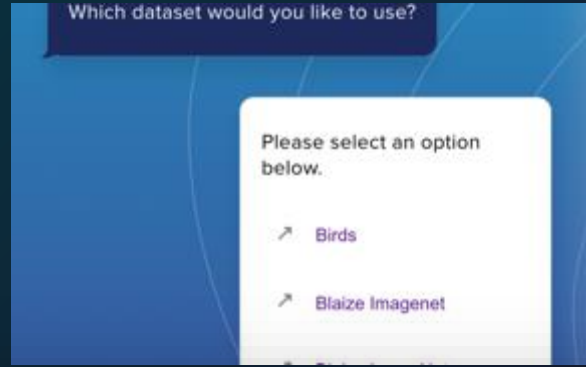 Which dataset would you like to use?
Please select an option
below.
Birds
Blaize Imagenet